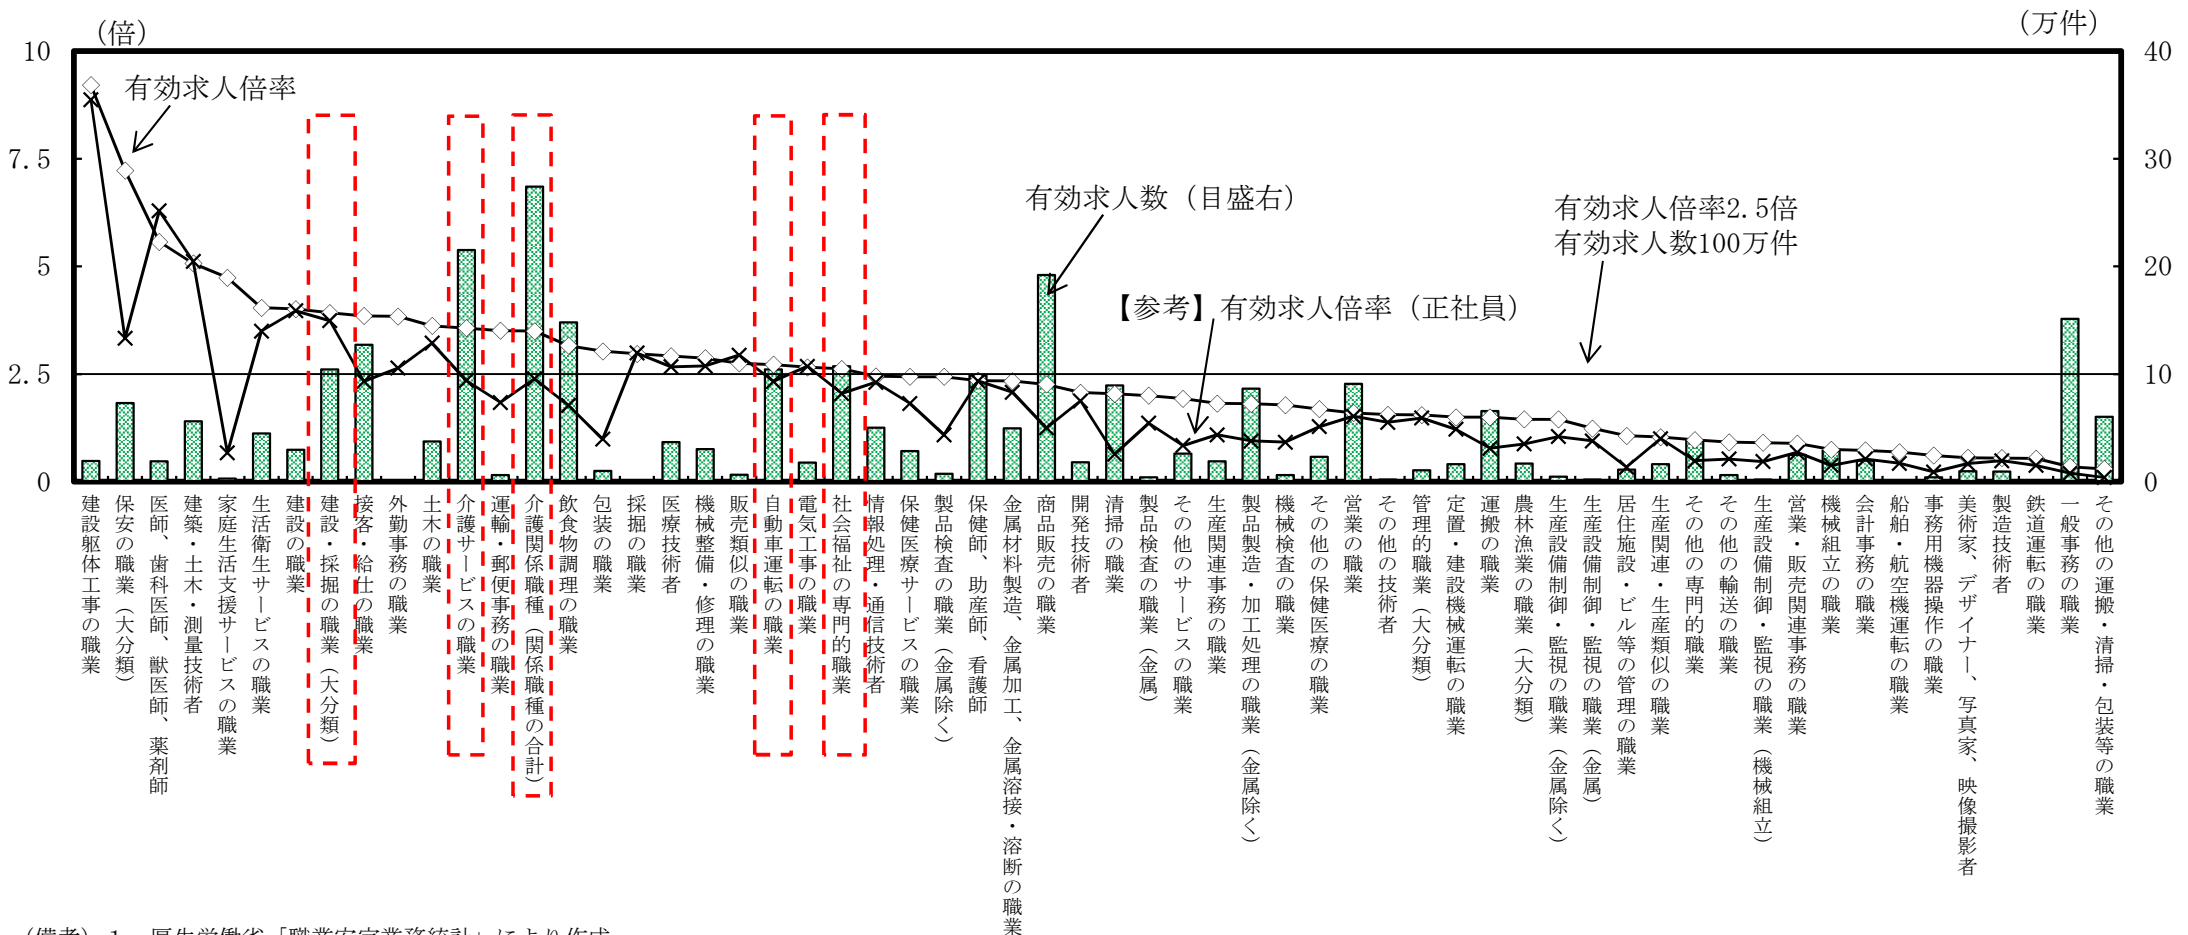 （倍）
（万件）
10
7.5
5
2.5
0
40
30
20
10
0
有効求人倍率
有効求人数（目盛右）
有効求人倍率2.5倍
有効求人数100万件
【参考】有効求人倍率（正社員）
建設躯体工事の職業
保安の職業（大分類）
医師、歯科医師、獣医師、薬剤師
建築・土木・測量技術者
家庭生活支援サービスの職業
生活衛生サービスの職業
建設の職業
建設・採掘の職業（大分類）
接客・給仕の職業
外勤事務の職業
土木の職業
介護サービスの職業
運輸・郵便事務の職業
介護関係職種（関係職種の合計）
飲食物調理の職業
包装の職業
採掘の職業
医療技術者
機械整備・修理の職業
販売類似の職業
自動車運転の職業
電気工事の職業
社会福祉の専門的職業
情報処理・通信技術者
保健医療サービスの職業
製品検査の職業（金属除く）
保健師、助産師、看護師
金属材料製造、金属加工、金属溶接・溶断の職業
商品販売の職業
開発技術者
清掃の職業
製品検査の職業（金属）
その他のサービスの職業
生産関連事務の職業
製品製造・加工処理の職業（金属除く）
機械検査の職業
その他の保健医療の職業
営業の職業
その他の技術者
管理的職業（大分類）
定置・建設機械運転の職業
運搬の職業
農林漁業の職業（大分類）
生産設備制御・監視の職業（金属除く）
生産設備制御・監視の職業（金属）
居住施設・ビル等の管理の職業
生産関連・生産類似の職業
その他の専門的職業
その他の輸送の職業
生産設備制御・監視の職業（機械組立）
営業・販売関連事務の職業
機械組立の職業
会計事務の職業
船舶・航空機運転の職業
事務用機器操作の職業
美術家、デザイナー、写真家、映像撮影者
製造技術者
鉄道運転の職業
一般事務の職業
その他の運搬・清掃・包装等の職業
（備考）１．厚生労働省「職業安定業務統計」により作成